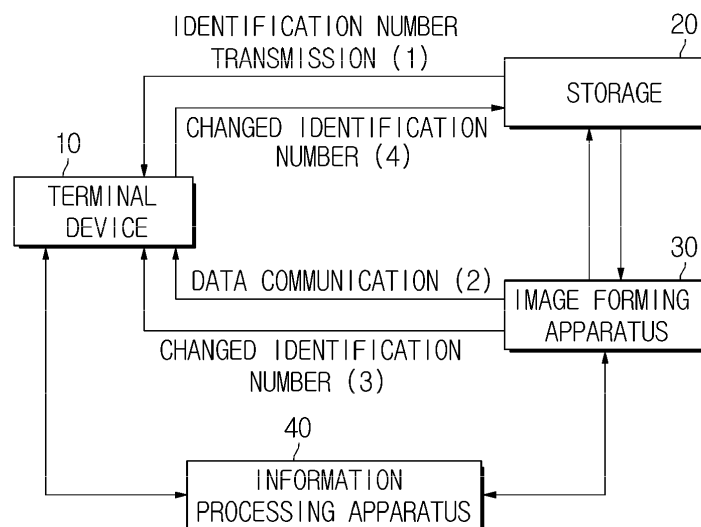 IDENTIFICATION NUMBER
TRANSMISSION (1)
20
STORAGE
CHANGED IDENTIFICATION
NUMBER (4)
10
TERMINAL
DEVICE
DATA COMMUNICATION (2)
30
IMAGE FORMING
APPARATUS
CHANGED IDENTIFICATION
NUMBER (3)
40
INFORMATION
PROCESSING APPARATUS